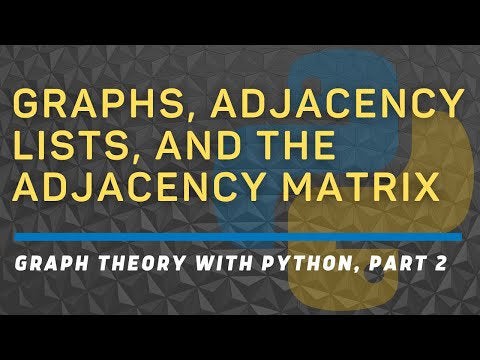 GRAPHS, ADJACENCY
LISTS, AND THE
ADJACENCY MATRIX
GRAPH THEORY WITH PYTHON, PART 2